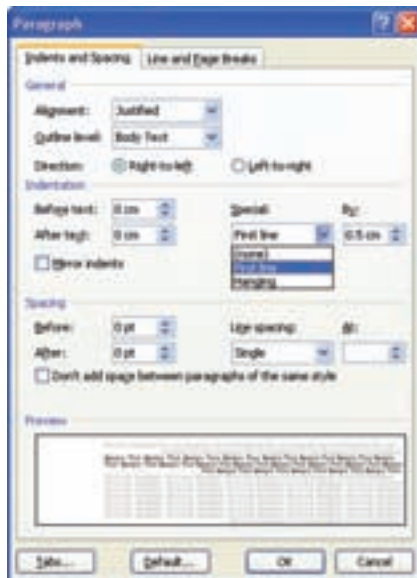 Paragraph
Indents and Spacing Line and Page Breaks
General
Alignment: Justified
Outline level: Body Text
Direction: Right-to-left Left-to-right
Indentation
Before text: 0 cm Special: By:
After text: 0 cm First line 0.5 cm
Mirror indents (none)
First line
Hanging
Spacing
Before: 0 pt Line spacing: At:
After: 0 pt Single
Don't add space between paragraphs of the same style
Preview
Tabs... Default... OK Cancel